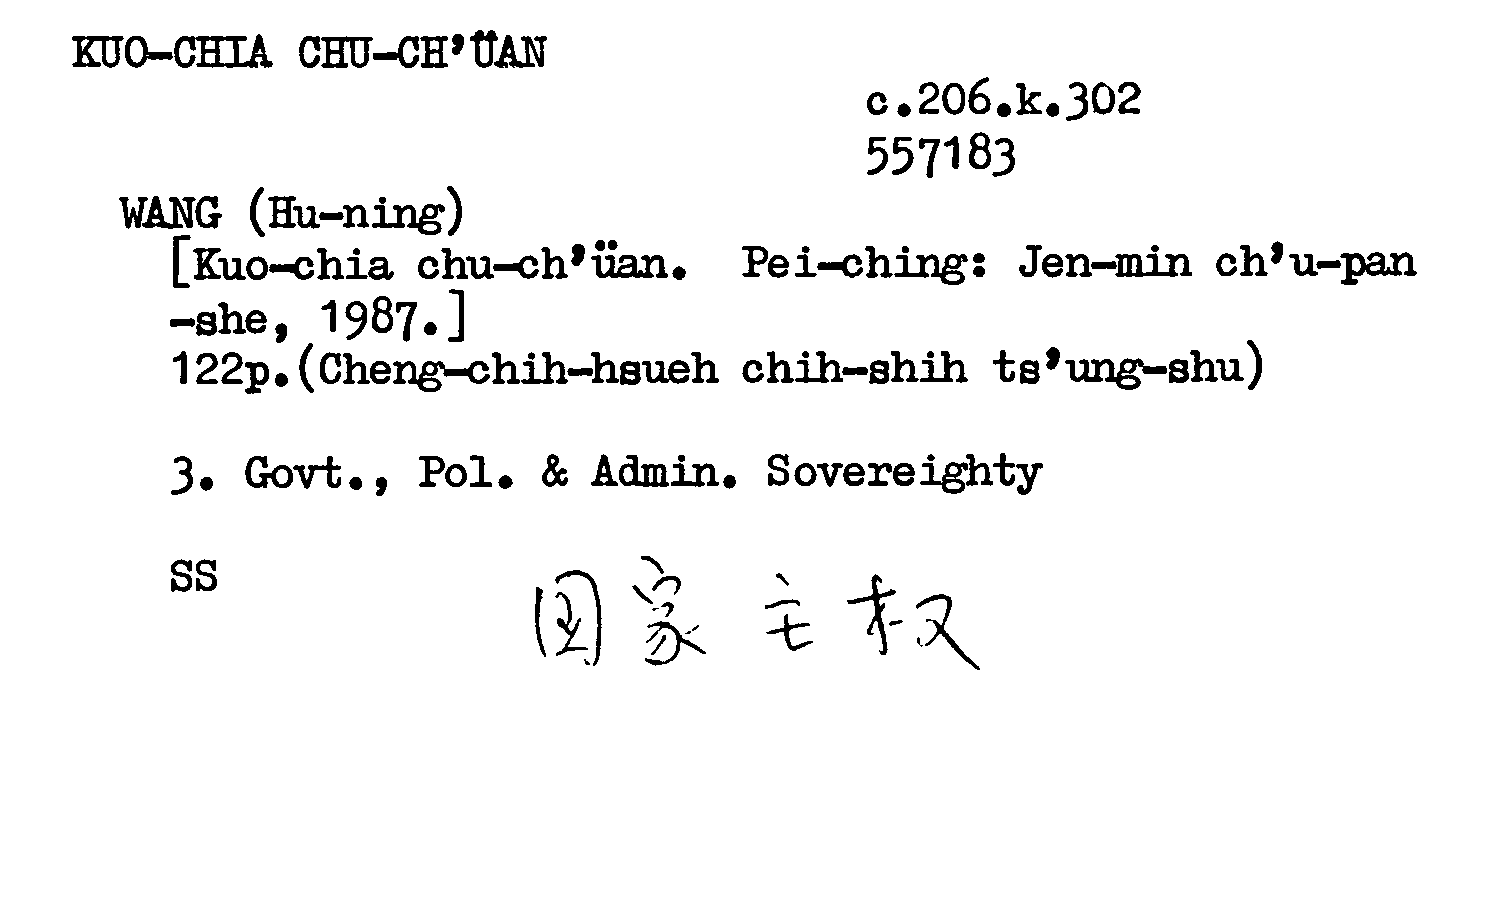 KUO-CHIA CHU-CH'ÜAN
c.206.k.302
557183
WANG (Hu-ning)
[Kuo-chia chu-ch'üan. Pei-ching: Jen-min ch'u-pan
-she, 1987.]
122p.(Cheng-chih-hsueh chih-shih ts'ung-shu)
3. Govt., Pol. & Admin. Sovereighty
SS
国家主权